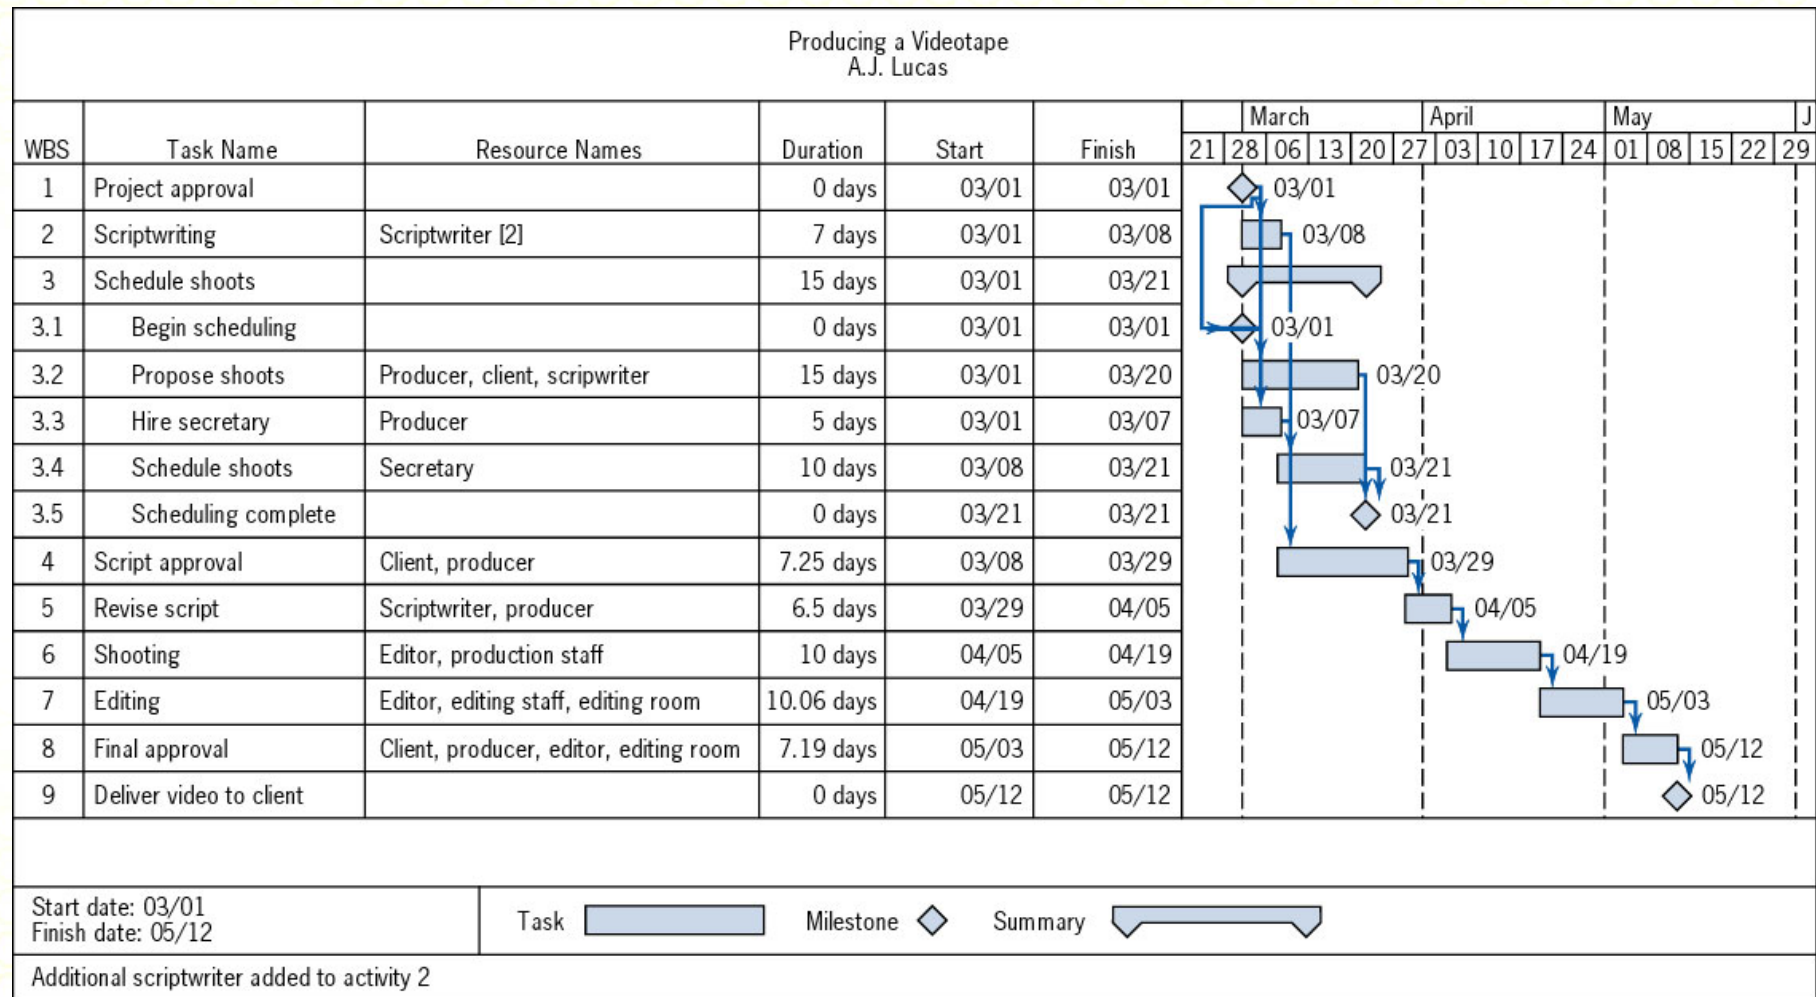 Producing a Videotape
A.J. Lucas
March April May J
WBS Task Name Resource Names Duration Start Finish 21 28 06 13 20 27 03 10 17 24 01 08 15 22 29
1 Project approval 0 days 03/01 03/01 03/01
2 Scriptwriting Scriptwriter [2] 7 days 03/01 03/08 03/08
3 Schedule shoots 15 days 03/01 03/21
3.1 Begin scheduling 0 days 03/01 03/01 03/01
3.2 Propose shoots Producer, client, scripwriter 15 days 03/01 03/20 03/20
3.3 Hire secretary Producer 5 days 03/01 03/07 03/07
3.4 Schedule shoots Secretary 10 days 03/08 03/21 03/21
3.5 Scheduling complete 0 days 03/21 03/21 03/21
4 Script approval Client, producer 7.25 days 03/08 03/29 03/29
5 Revise script Scriptwriter, producer 6.5 days 03/29 04/05 04/05
6 Shooting Editor, production staff 10 days 04/05 04/19 04/19
7 Editing Editor, editing staff, editing room 10.06 days 04/19 05/03 05/03
8 Final approval Client, producer, editor, editing room 7.19 days 05/03 05/12 05/12
9 Deliver video to client 0 days 05/12 05/12 05/12
Start date: 03/01
Finish date: 05/12
Task Milestone Summary
Additional scriptwriter added to activity 2